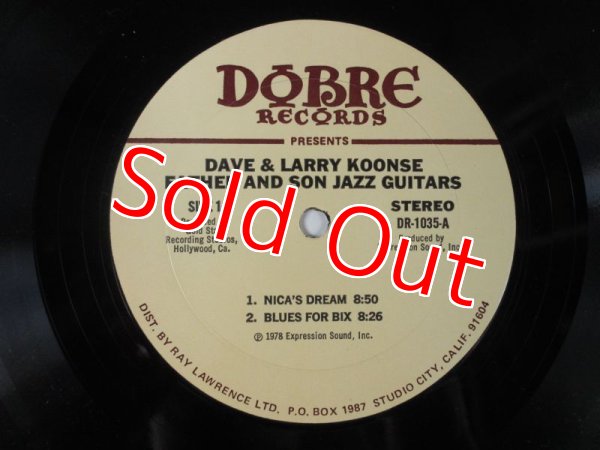 DOBRE
RECORDS
PRESENTS
DAVE & LARRY KOONSE
FATHER AND SON JAZZ GUITARS
STEREO
DR-1035-A
Recording Studios,
Hollywood, Ca.
Sold Out
1. NICA'S DREAM 8:50
2. BLUES FOR BIX 8:26
℗ 1978 Expression Sound, Inc.
DIST. BY RAY LAWRENCE LTD. P.O. BOX 1987 STUDIO CITY, CALIF. 91604